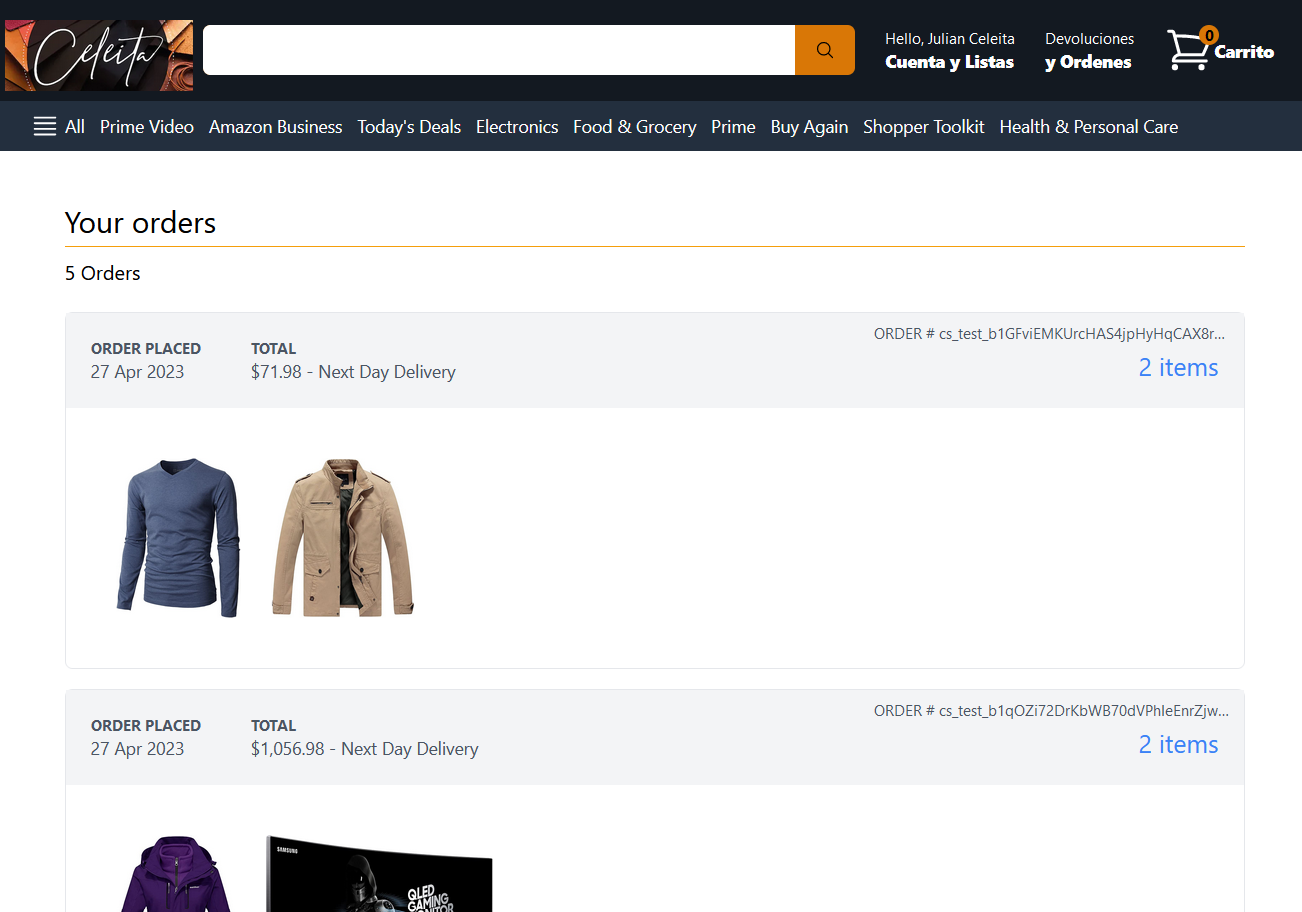 Celeita
Hello, Julian Celeita
Cuenta y Listas
Devoluciones
y Ordenes
0
Carrito
All Prime Video Amazon Business Today's Deals Electronics Food & Grocery Prime Buy Again Shopper Toolkit Health & Personal Care
Your orders
5 Orders
ORDER # cs_test_b1GFviEMKUrcHAS4jpHyHqCAX8r...
ORDER PLACED TOTAL
27 Apr 2023 $71.98 - Next Day Delivery
2 items
ORDER # cs_test_b1qOZi72DrKbWB70dVPhIeEnrZjw...
ORDER PLACED TOTAL
27 Apr 2023 $1,056.98 - Next Day Delivery
2 items
SAMSUNG
QLED
GAMING
MONITOR